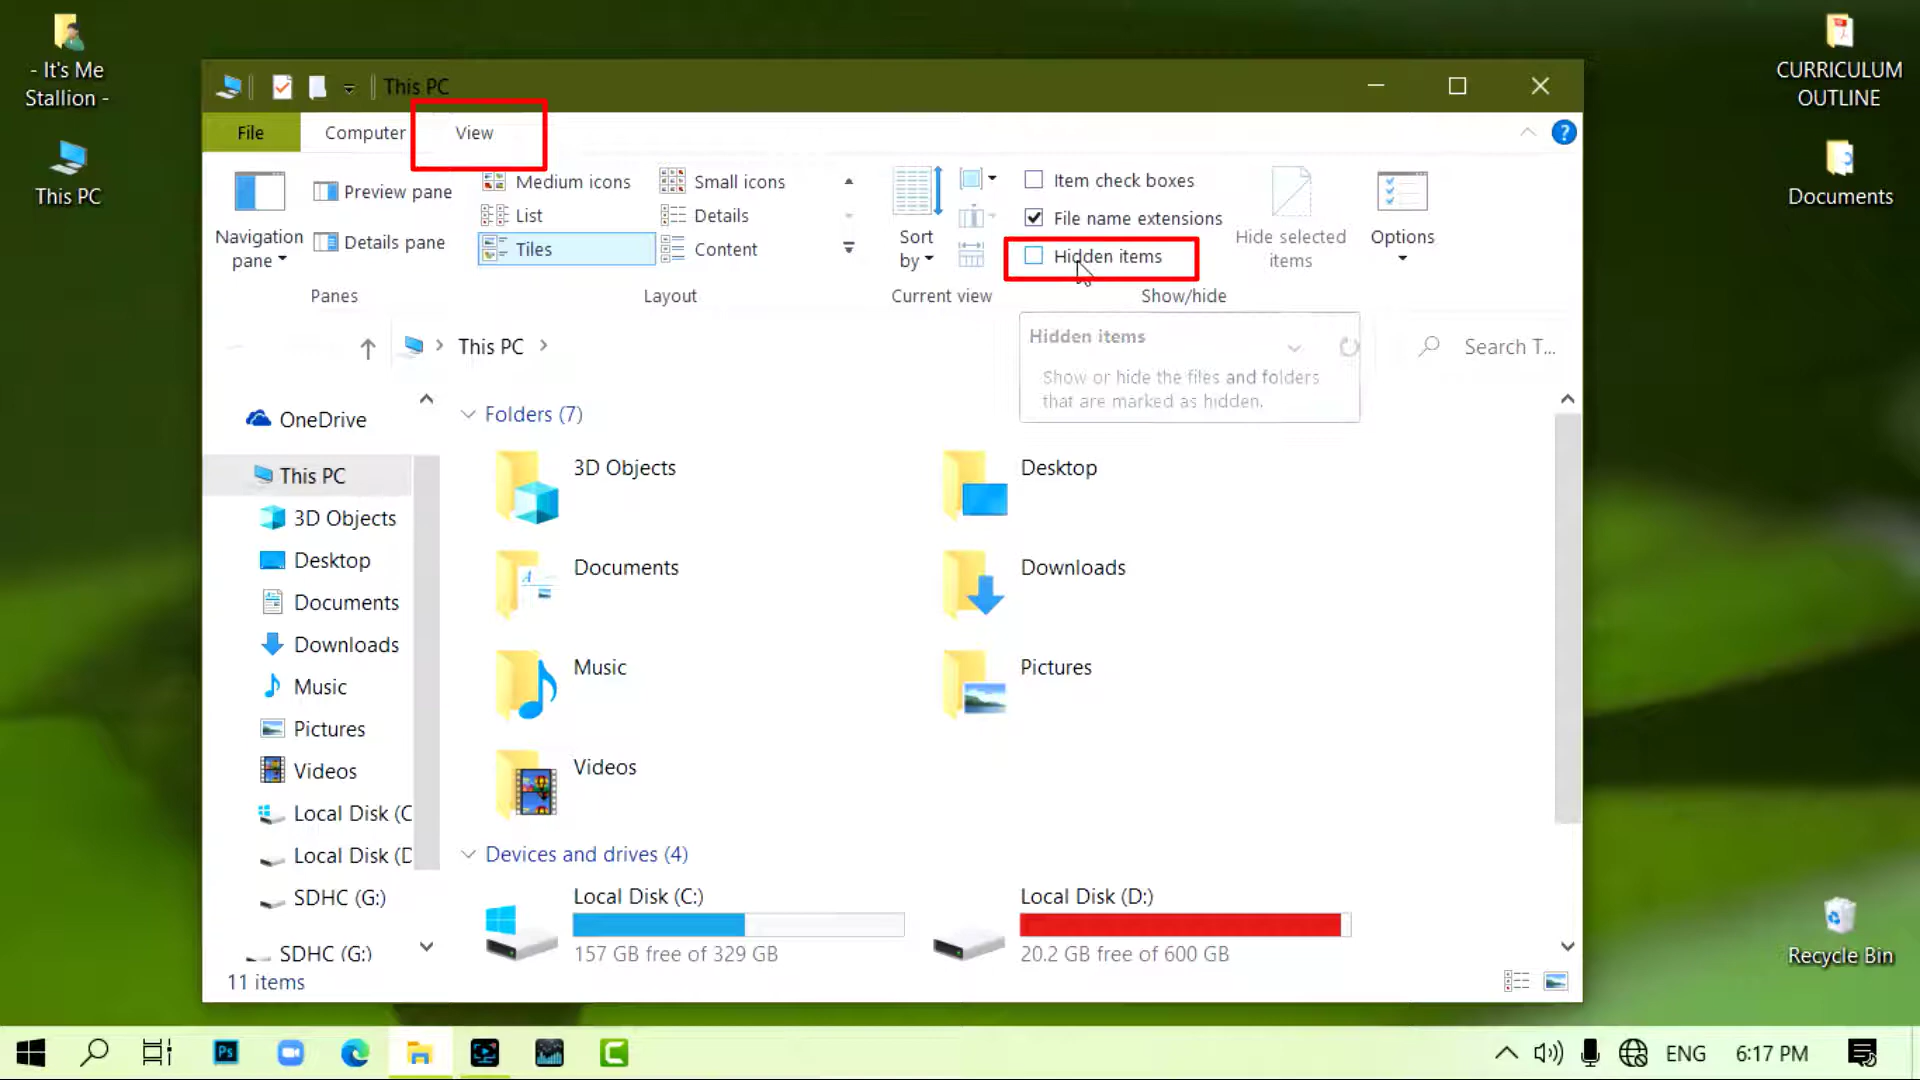 - It's Me
Stallion -
This PC
CURRICULUM
OUTLINE
Documents
Recycle Bin
This PC
File
Computer
View
Navigation
pane
Preview pane
Details pane
Panes
Medium icons
Small icons
List
Details
Tiles
Content
Layout
Sort
by
Current view
Item check boxes
File name extensions
Hidden items
Hide selected
items
Show/hide
Options
This PC
Search T...
Hidden items
Show or hide the files and folders
that are marked as hidden.
OneDrive
This PC
3D Objects
Desktop
Documents
Downloads
Music
Pictures
Videos
Local Disk (C
Local Disk (D
SDHC (G:)
SDHC (G:)
Folders (7)
3D Objects
Desktop
Documents
Downloads
Music
Pictures
Videos
Devices and drives (4)
Local Disk (C:)
157 GB free of 329 GB
Local Disk (D:)
20.2 GB free of 600 GB
11 items
Ps
ENG
6:17 PM